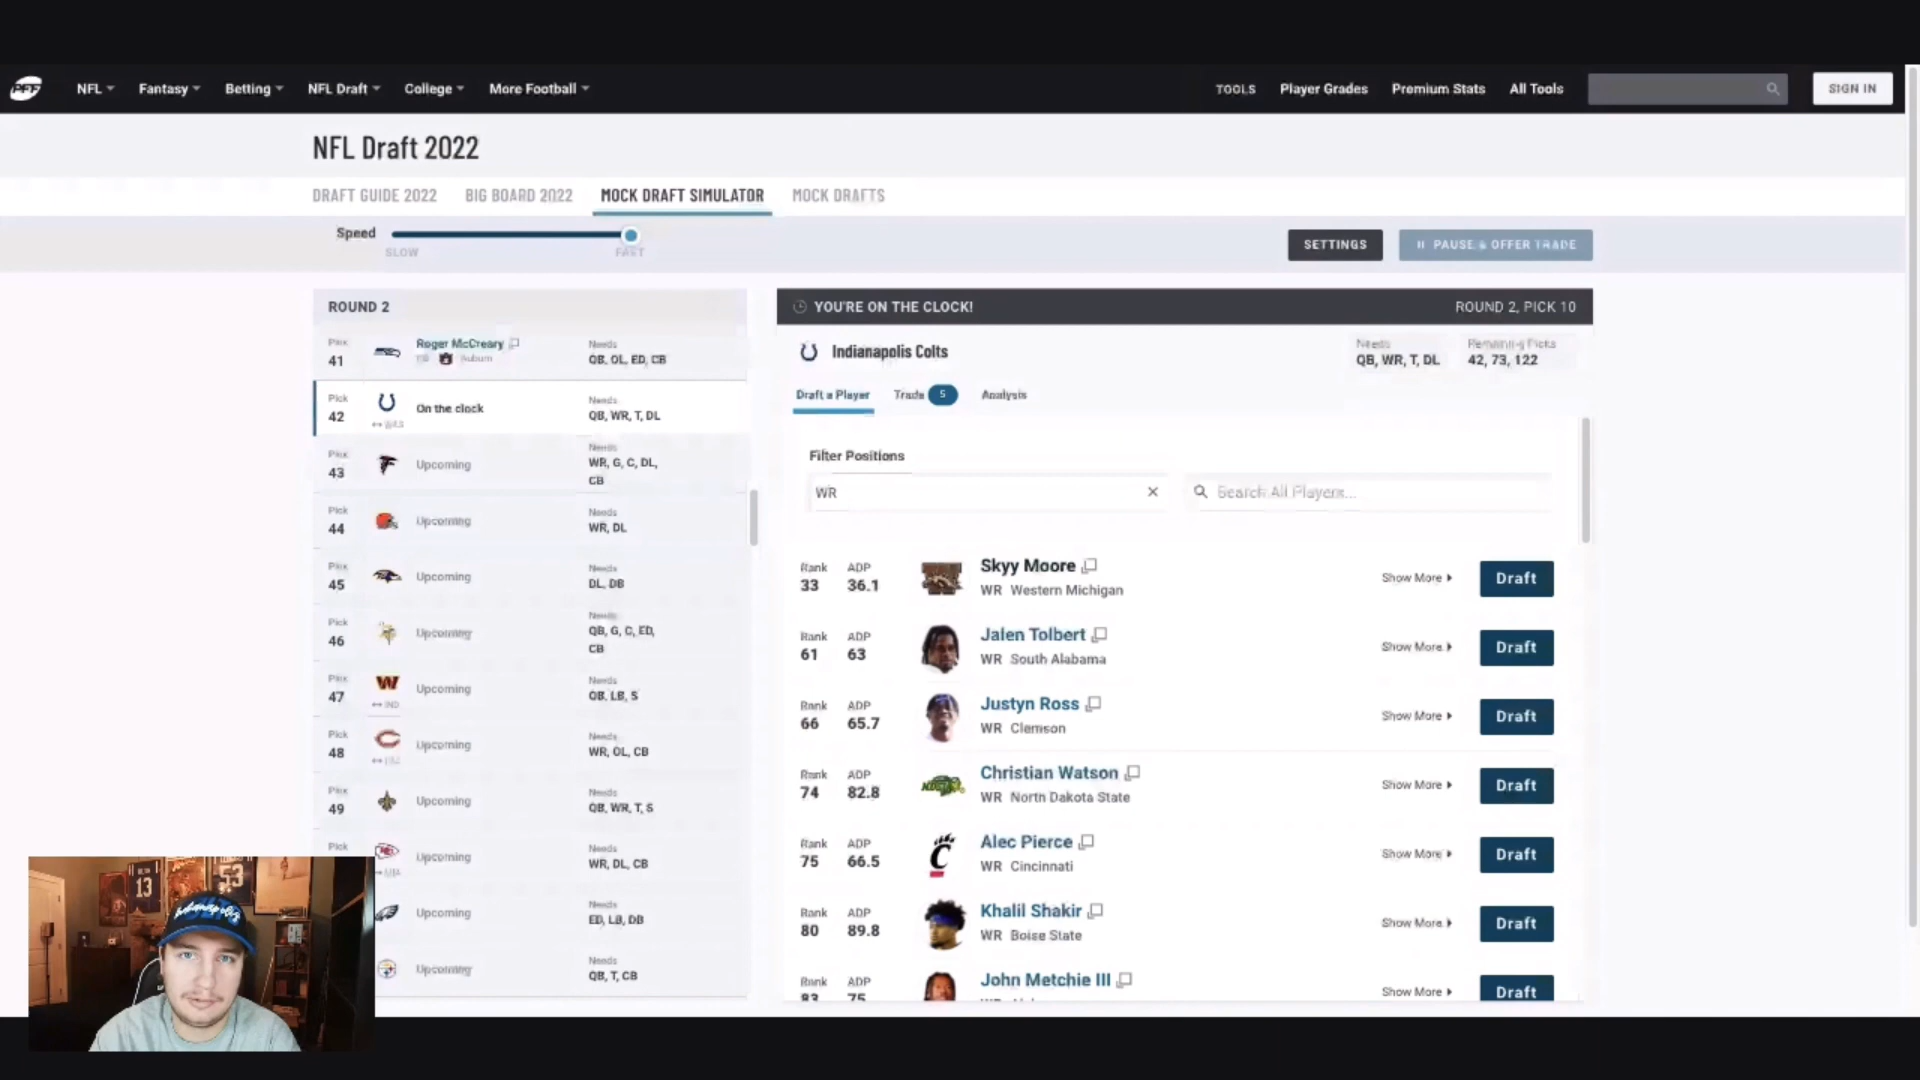 PFF
NFL Fantasy Betting NFL Draft College More Football TOOLS Player Grades Premium Stats All Tools SIGN IN
NFL Draft 2022
DRAFT GUIDE 2022 BIG BOARD 2022 MOCK DRAFT SIMULATOR MOCK DRAFTS
Speed
SLOW FAST
SETTINGS PAUSE & OFFER TRADE
ROUND 2
Pick 41 Roger McCreary Needs
Auburn QB, OL, ED, CB
Pick 42 On the clock Needs
QB, WR, T, DL
Pick 43 Upcoming Needs
WR, G, C, DL,
CB
Pick 44 Upcoming Needs
WR, DL
Pick 45 Upcoming Needs
DL, DB
Pick 46 Upcoming Needs
QB, G, C, ED,
CB
Pick 47 Upcoming Needs
IND QB, LB, S
Pick 48 Upcoming Needs
WR, OL, CB
Pick 49 Upcoming Needs
QB, WR, T, S
Pick Upcoming Needs
MIA WR, DL, CB
Upcoming Needs
ED, LB, DB
Upcoming Needs
QB, T, CB
YOU'RE ON THE CLOCK! ROUND 2, PICK 10
Indianapolis Colts
Needs Remaining Picks
QB, WR, T, DL 42, 73, 122
Draft a Player Trade 5 Analysis
Filter Positions
WR Search All Players...
Rank ADP Skyy Moore
33 36.1 WR Western Michigan Show More Draft
Rank ADP Jalen Tolbert
61 63 WR South Alabama Show More Draft
Rank ADP Justyn Ross
66 65.7 WR Clemson Show More Draft
Rank ADP Christian Watson
74 82.8 WR North Dakota State Show More Draft
Rank ADP Alec Pierce
75 66.5 WR Cincinnati Show More Draft
Rank ADP Khalil Shakir
80 89.8 WR Boise State Show More Draft
Rank ADP John Metchie III
83 75 Show More Draft
13
53